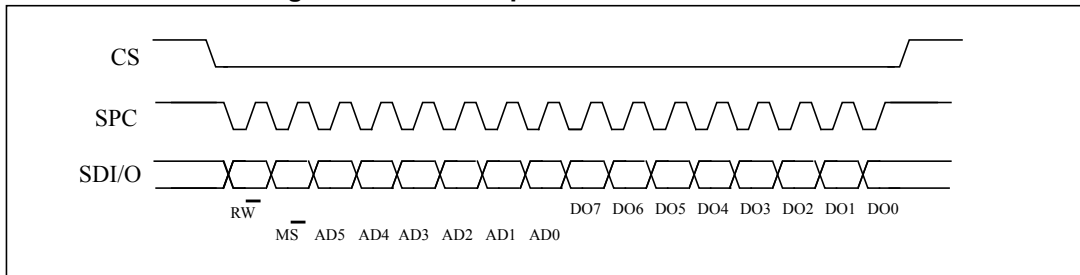 CS
SPC
SDI/O
RW DO7 DO6 DO5 DO4 DO3 DO2 DO1 DO0
MS AD5 AD4 AD3 AD2 AD1 AD0